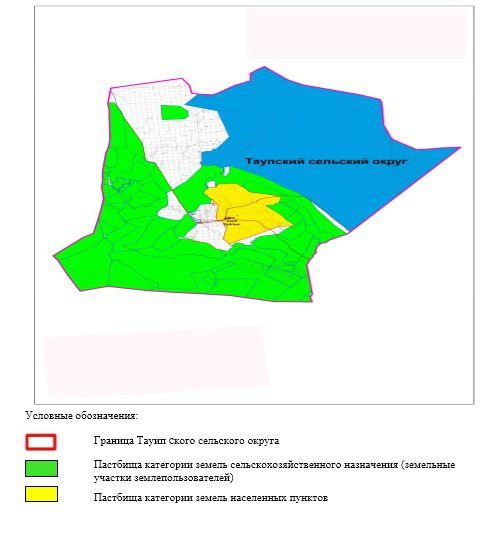 Таупский сельский округ
Условные обозначения:
Граница Тауип ского сельского округа
Пастбища категории земель сельскохозяйственного назначения (земельные
участки землепользователей)
Пастбища категории земель населенных пунктов